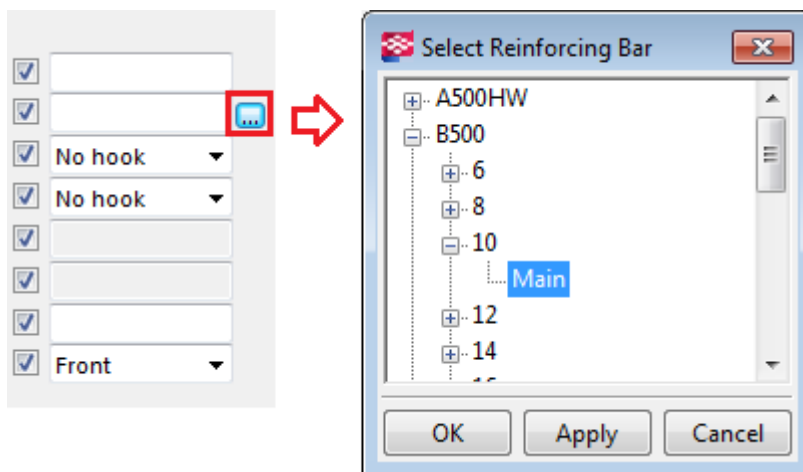 No hook
No hook
Front
...
Select Reinforcing Bar
A500HW
B500
6
8
10
Main
12
14
OK Apply Cancel